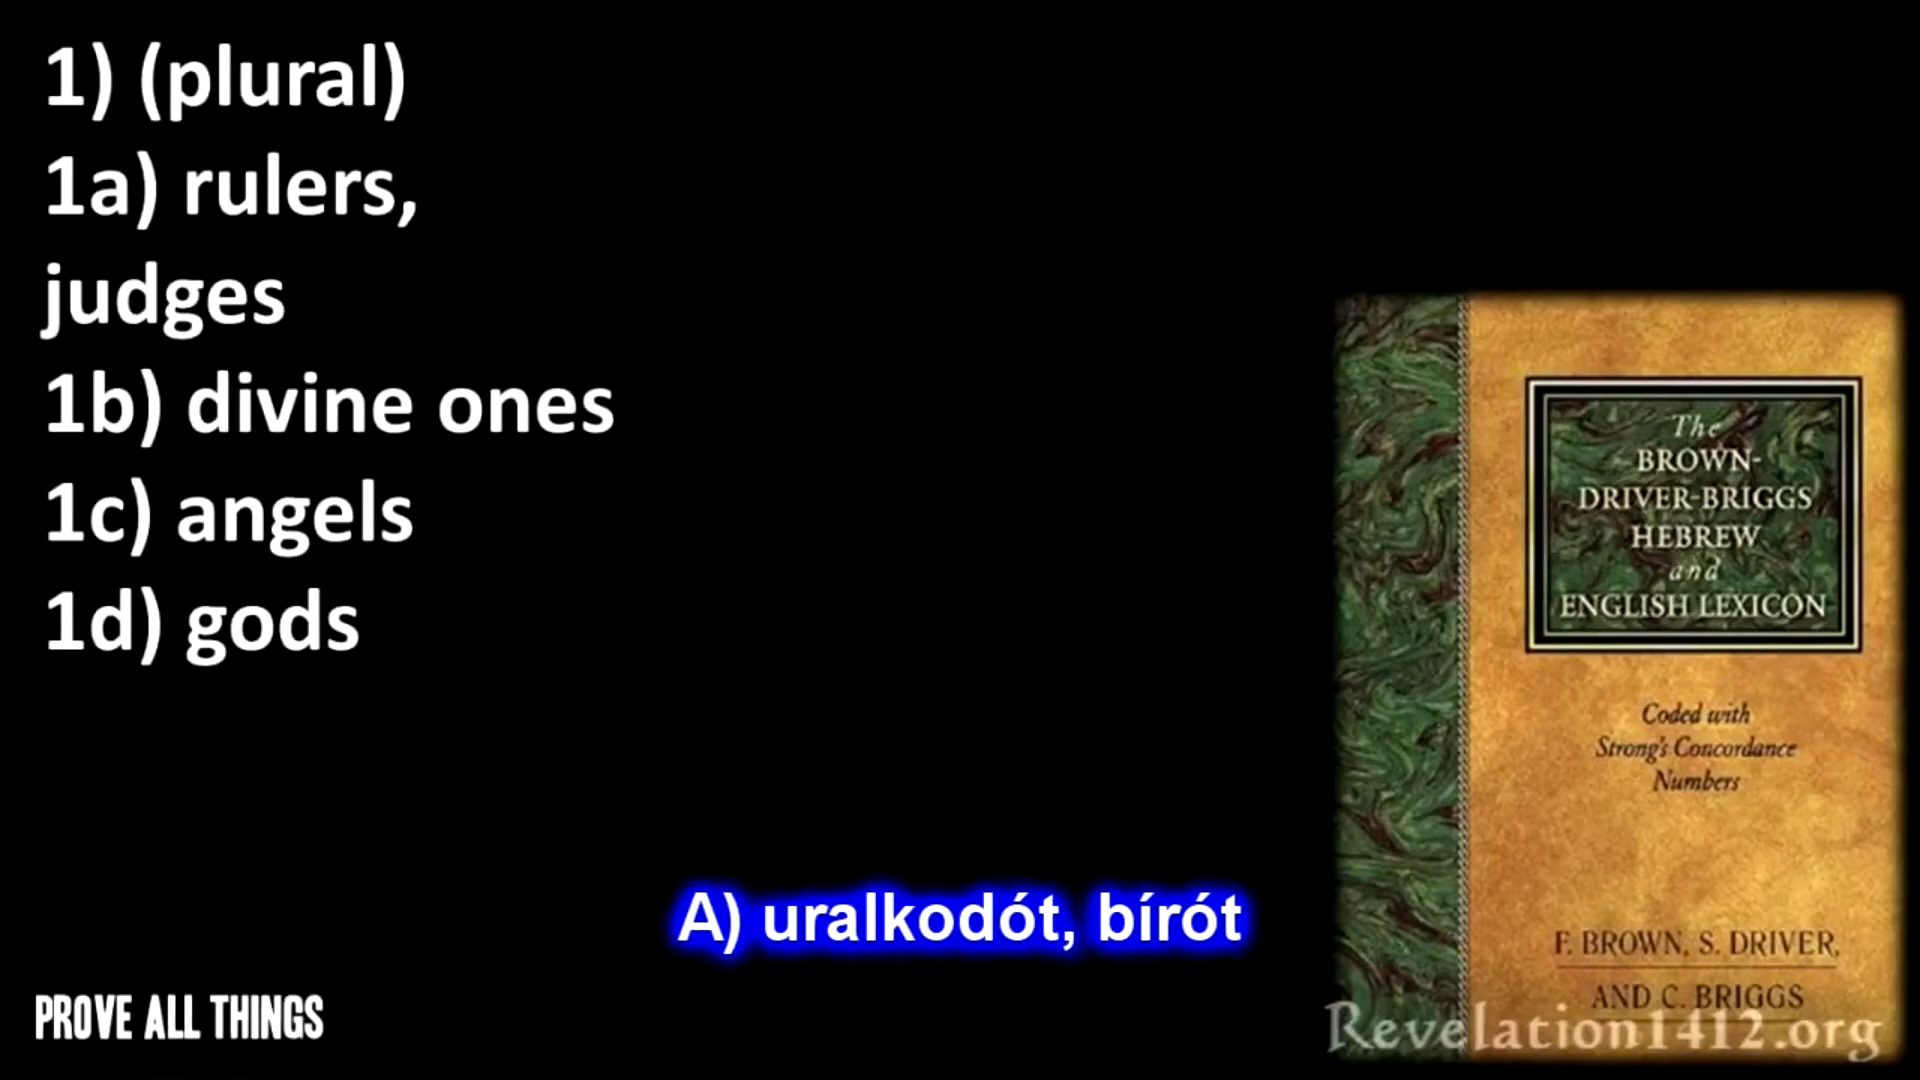 1) (plural)
1a) rulers,
judges
1b) divine ones
1c) angels
1d) gods
The
BROWN-
DRIVER-BRIGGS
HEBREW
and
ENGLISH LEXICON
Coded with
Strong's Concordance
Numbers
F. BROWN, S. DRIVER,
AND C. BRIGGS
A) uralkodót, bírót
PROVE ALL THINGS
Revelation1412.org